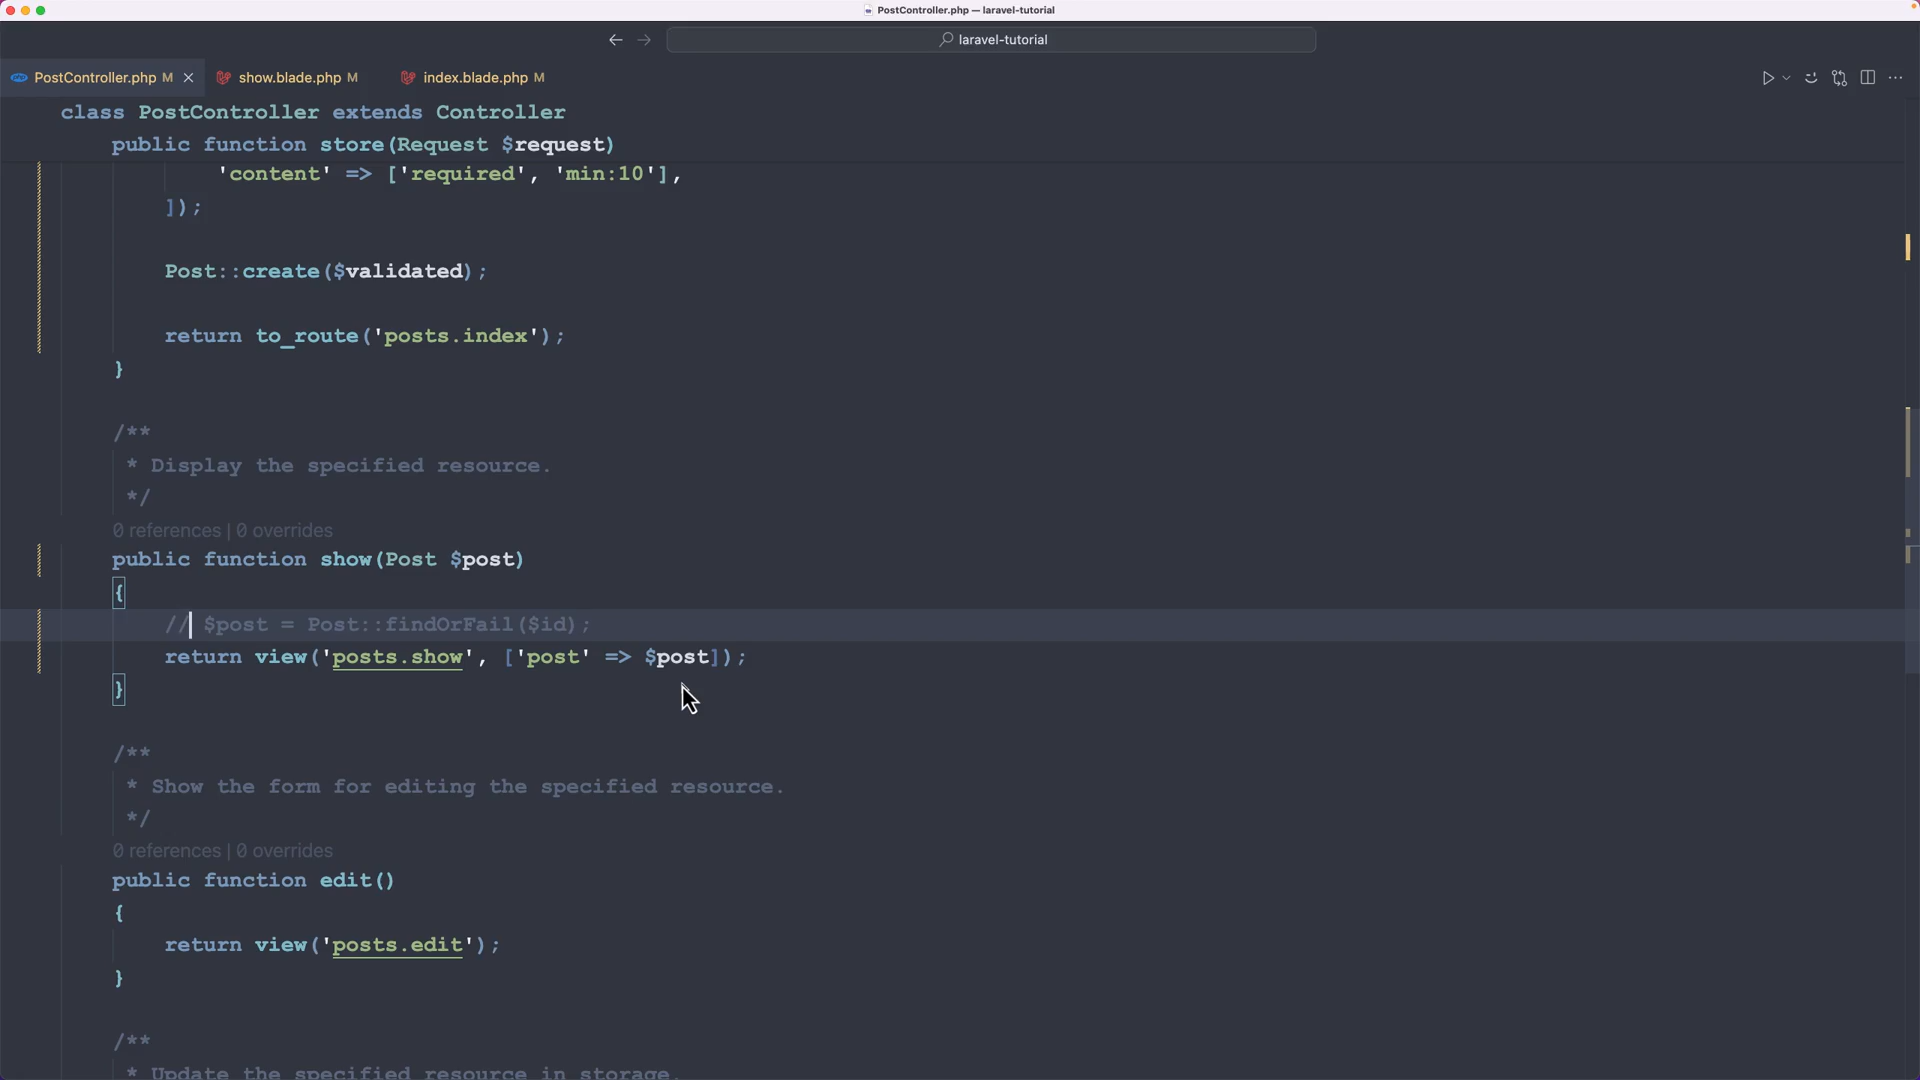 PostController.php — laravel-tutorial
laravel-tutorial
PostController.php M
show.blade.php M
index.blade.php M
class PostController extends Controller
public function store(Request $request)
'content' => ['required', 'min:10'],
]);
Post::create($validated);
return to_route('posts.index');
}
/**
* Display the specified resource.
*/
0 references | 0 overrides
public function show(Post $post)
{
// $post = Post::findOrFail($id);
return view('posts.show', ['post' => $post]);
}
/**
* Show the form for editing the specified resource.
*/
0 references | 0 overrides
public function edit()
{
return view('posts.edit');
}
/**
* Update the specified resource in storage.